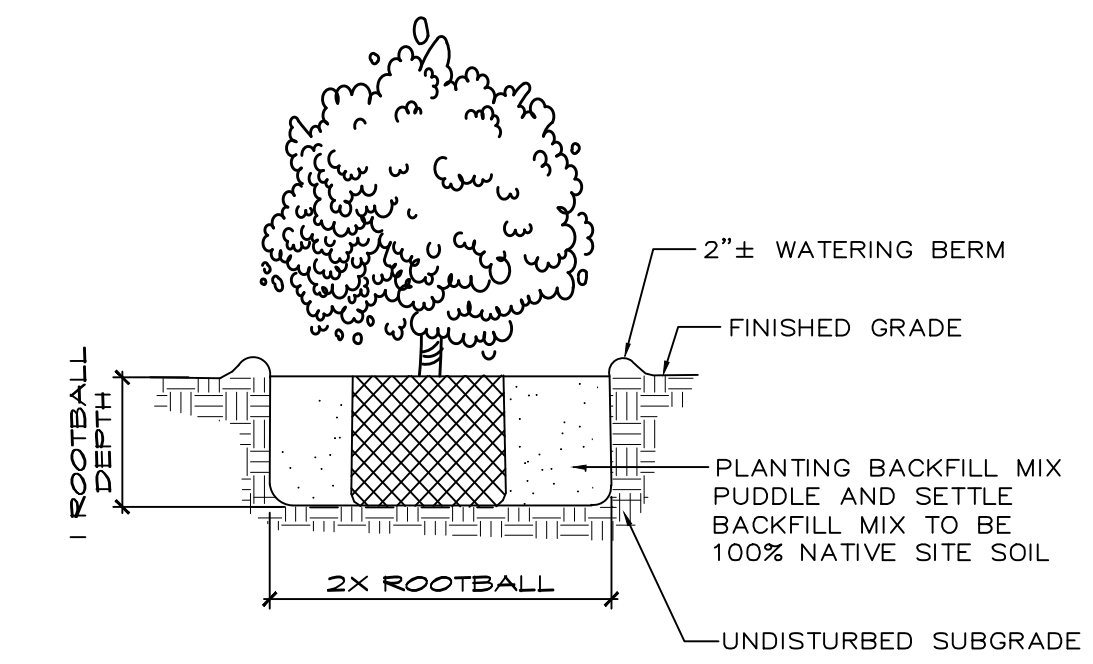 2"± WATERING BERM
FINISHED GRADE
1 ROOTBALL
DEPTH
PLANTING BACKFILL MIX
PUDDLE AND SETTLE
BACKFILL MIX TO BE
100% NATIVE SITE SOIL
2X ROOTBALL
UNDISTURBED SUBGRADE